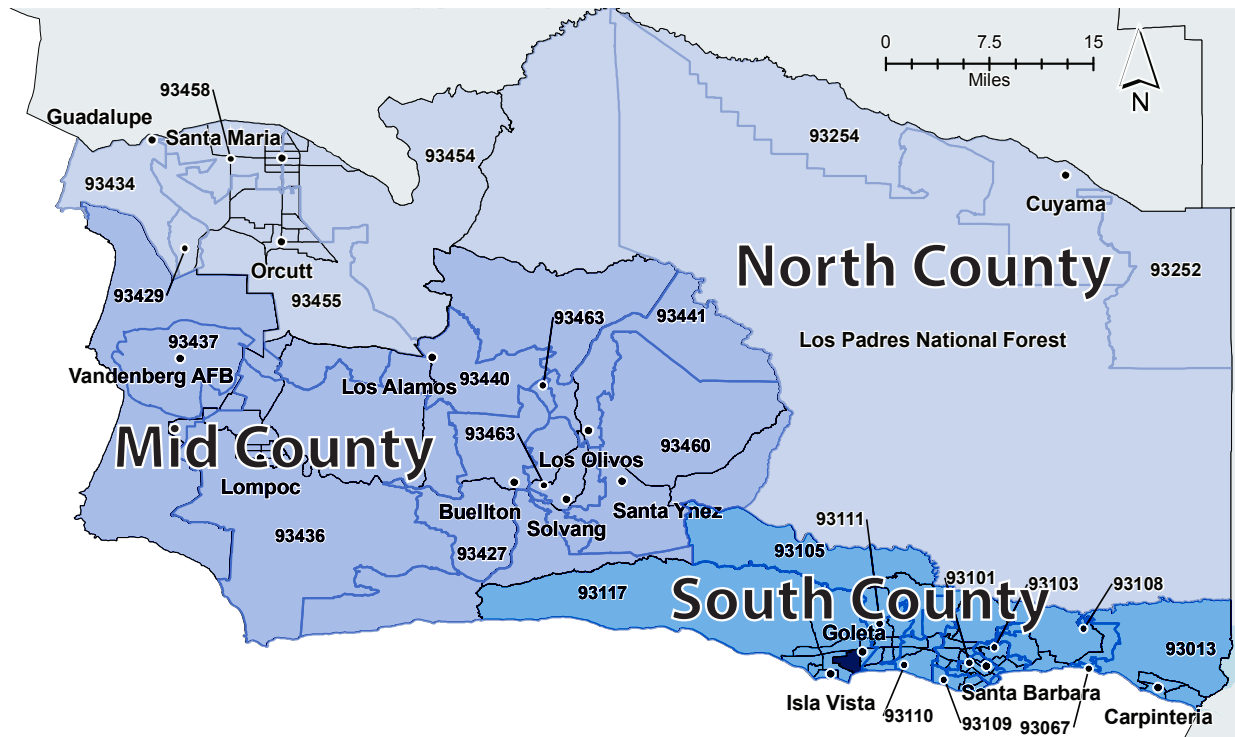 0 7.5 15
Miles
N
93458
Guadalupe
Santa Maria
93454
93254
93434
Cuyama
Orcutt
North County
93252
93429
93455
93463
93441
93437
Los Padres National Forest
Vandenberg AFB
Los Alamos
93440
Mid County
93463
93460
Los Olivos
Lompoc
Buellton
Solvang
Santa Ynez
93111
93436
93427
93105
93101
93103
93108
93117
South County
Goleta
93013
Isla Vista
Santa Barbara
93110
93109
93067
Carpinteria